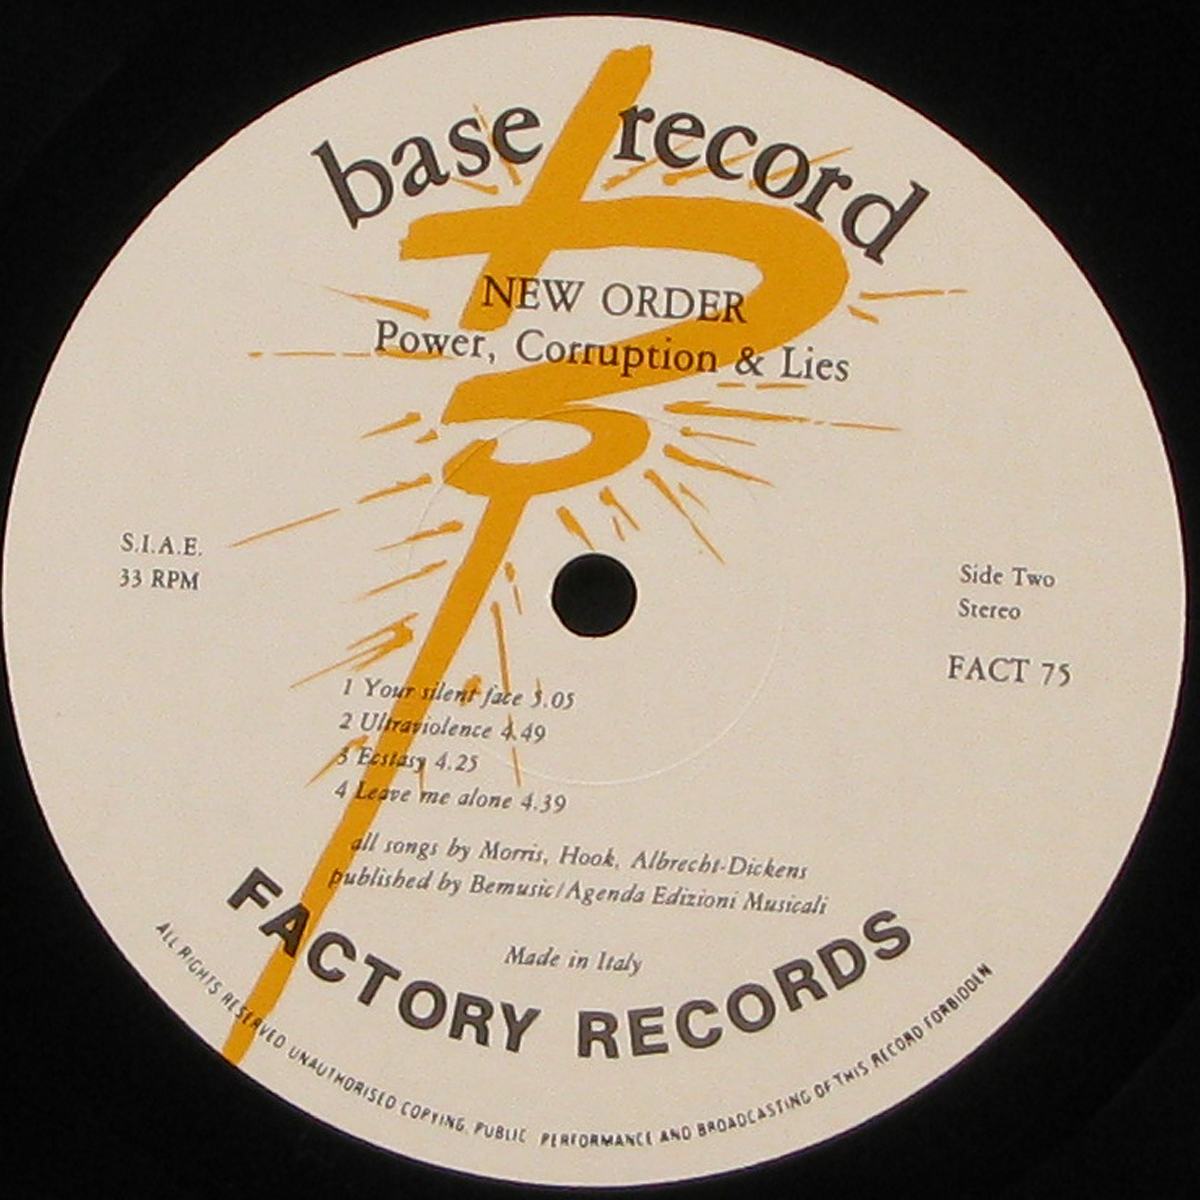 base record
NEW ORDER
Power, Corruption & Lies
S.I.A.E.
33 RPM
Side Two
Stereo
FACT 75
1 Your silent face 5.05
2 Ultraviolence 4.49
3 Ecstasy 4.25
4 Leave me alone 4.39
all songs by Morris, Hook, Albrecht-Dickens
published by Bemusic/Agenda Edizioni Musicali
Made in Italy
FACTORY RECORDS
ALL RIGHTS RESERVED UNAUTHORISED COPYING, PUBLIC PERFORMANCE AND BROADCASTING OF THIS RECORD FORBIDDEN